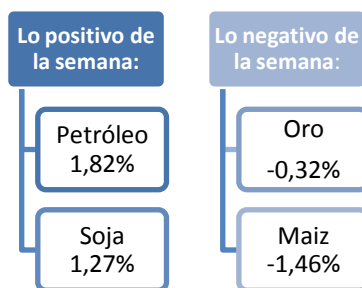 Lo positivo de
la semana:
Petróleo
1,82%
Soja
1,27%
Lo negativo de
la semana:
Oro
-0,32%
Maiz
-1,46%